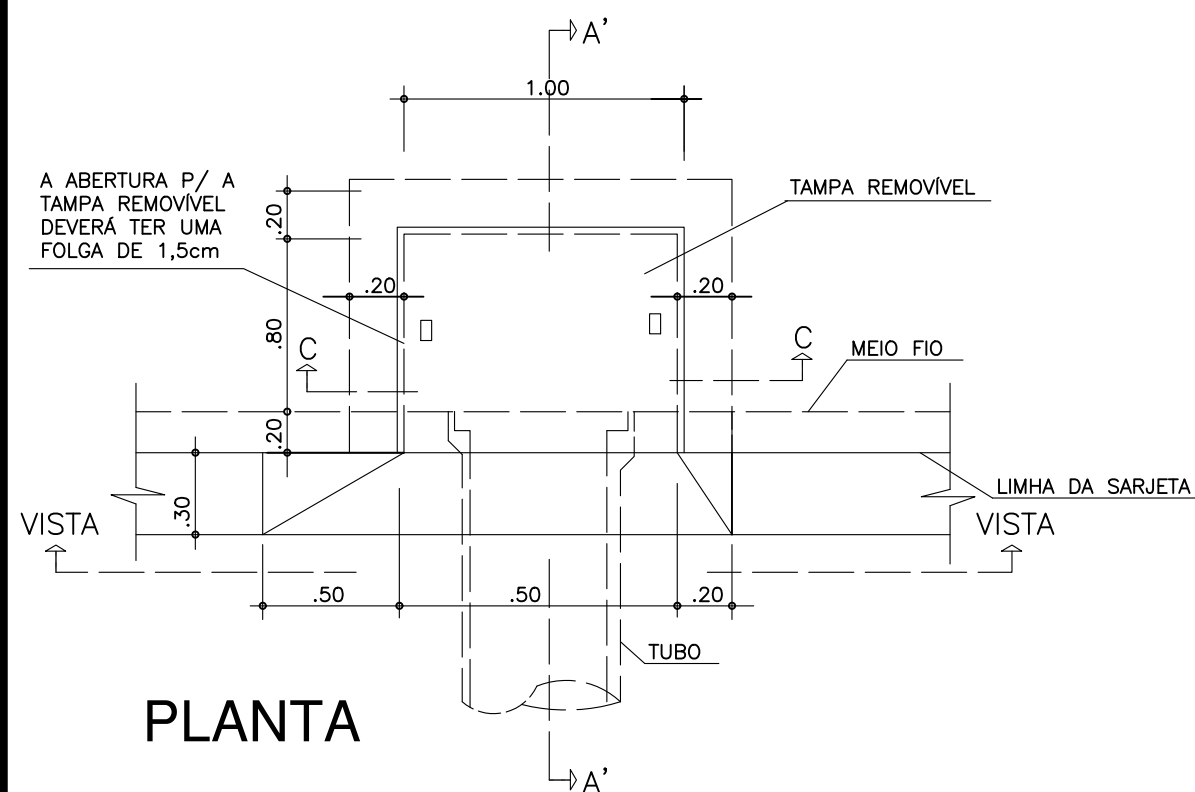 A'
1.00
A ABERTURA P/ A
TAMPA REMOVÍVEL
DEVERÁ TER UMA
FOLGA DE 1,5cm
TAMPA REMOVÍVEL
.20
.20
.20
.80
C
C
MEIO FIO
.20
LIMHA DA SARJETA
.30
VISTA
VISTA
.50
.50
.20
TUBO
PLANTA
A'